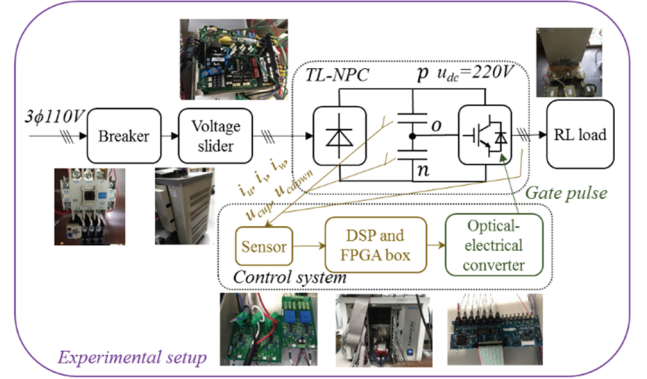 TL-NPC
p
u_dc=220V
3ϕ110V
Breaker
Voltage
slider
o
RL load
n
i_u, i_v, i_w,
u_cup, u_cdown
Gate pulse
Sensor
DSP and
FPGA box
Optical-
electrical
converter
Control system
Experimental setup